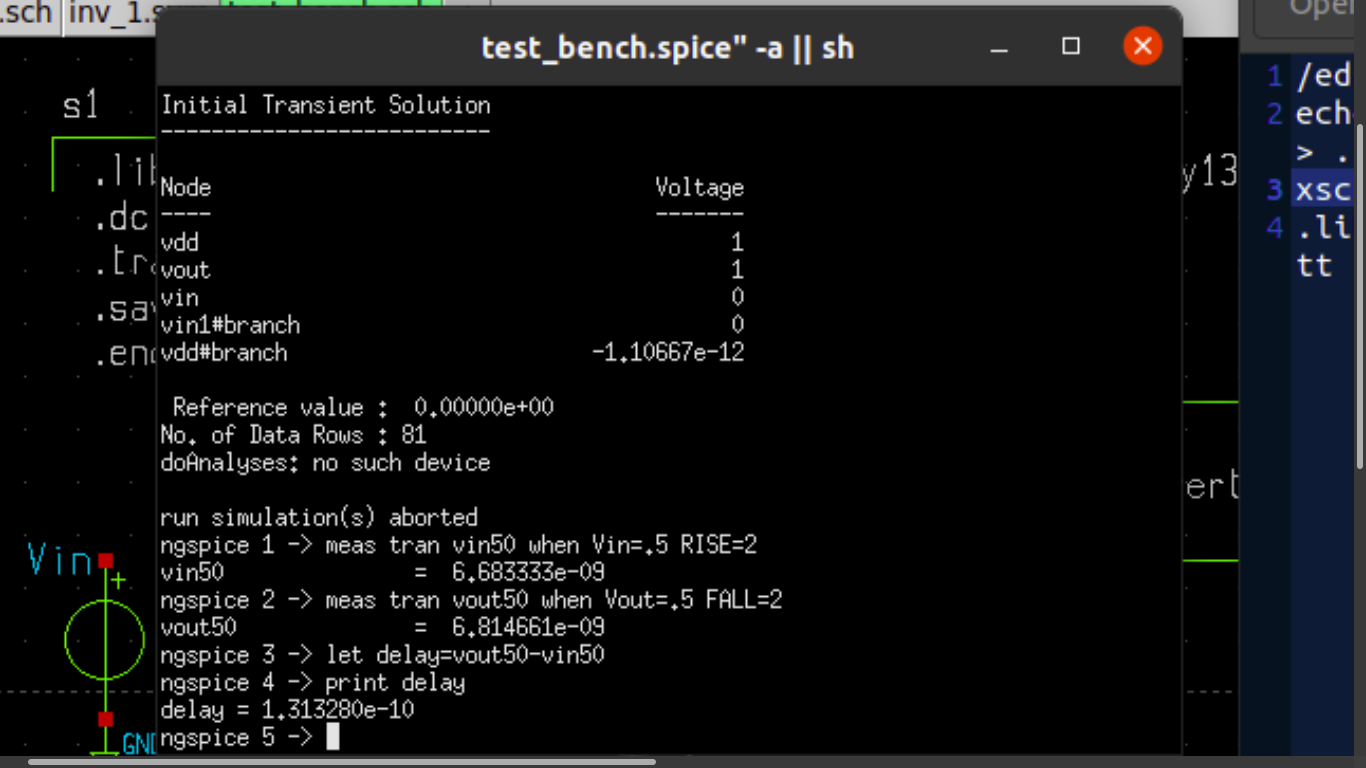 .sch
inv_1.s
test_bench.spice" -a || sh
Initial Transient Solution
--------------------------
Node Voltage
---- -------
vdd 1
vout 1
vin 0
vin1#branch 0
vdd#branch -1.10667e-12
Reference value : 0.00000e+00
No. of Data Rows : 81
doAnalyses: no such device
run simulation(s) aborted
ngspice 1 -> meas tran vin50 when Vin=.5 RISE=2
vin50 = 6.683333e-09
ngspice 2 -> meas tran vout50 when Vout=.5 FALL=2
vout50 = 6.814661e-09
ngspice 3 -> let delay=vout50-vin50
ngspice 4 -> print delay
delay = 1.313280e-10
ngspice 5 ->
s1
.lib
.dc
.tra
.sav
.end
Vin
+
GND
y13
ert
Oper
1 /ed
2 ech
> .
3 xsc
4 .li
tt